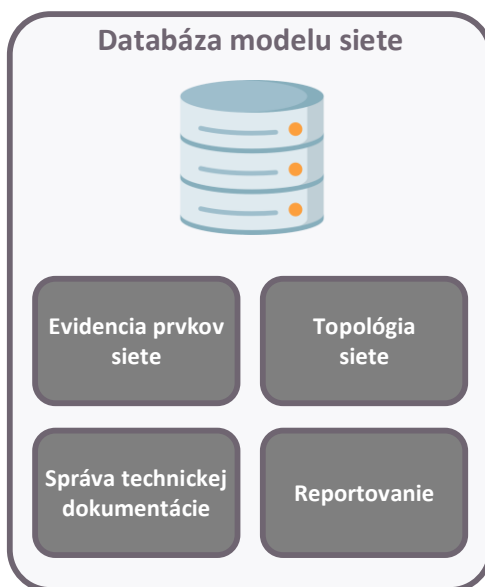 Databáza modelu siete
Evidencia prvkov
siete
Topológia
siete
Správa technickej
dokumentácie
Reportovanie